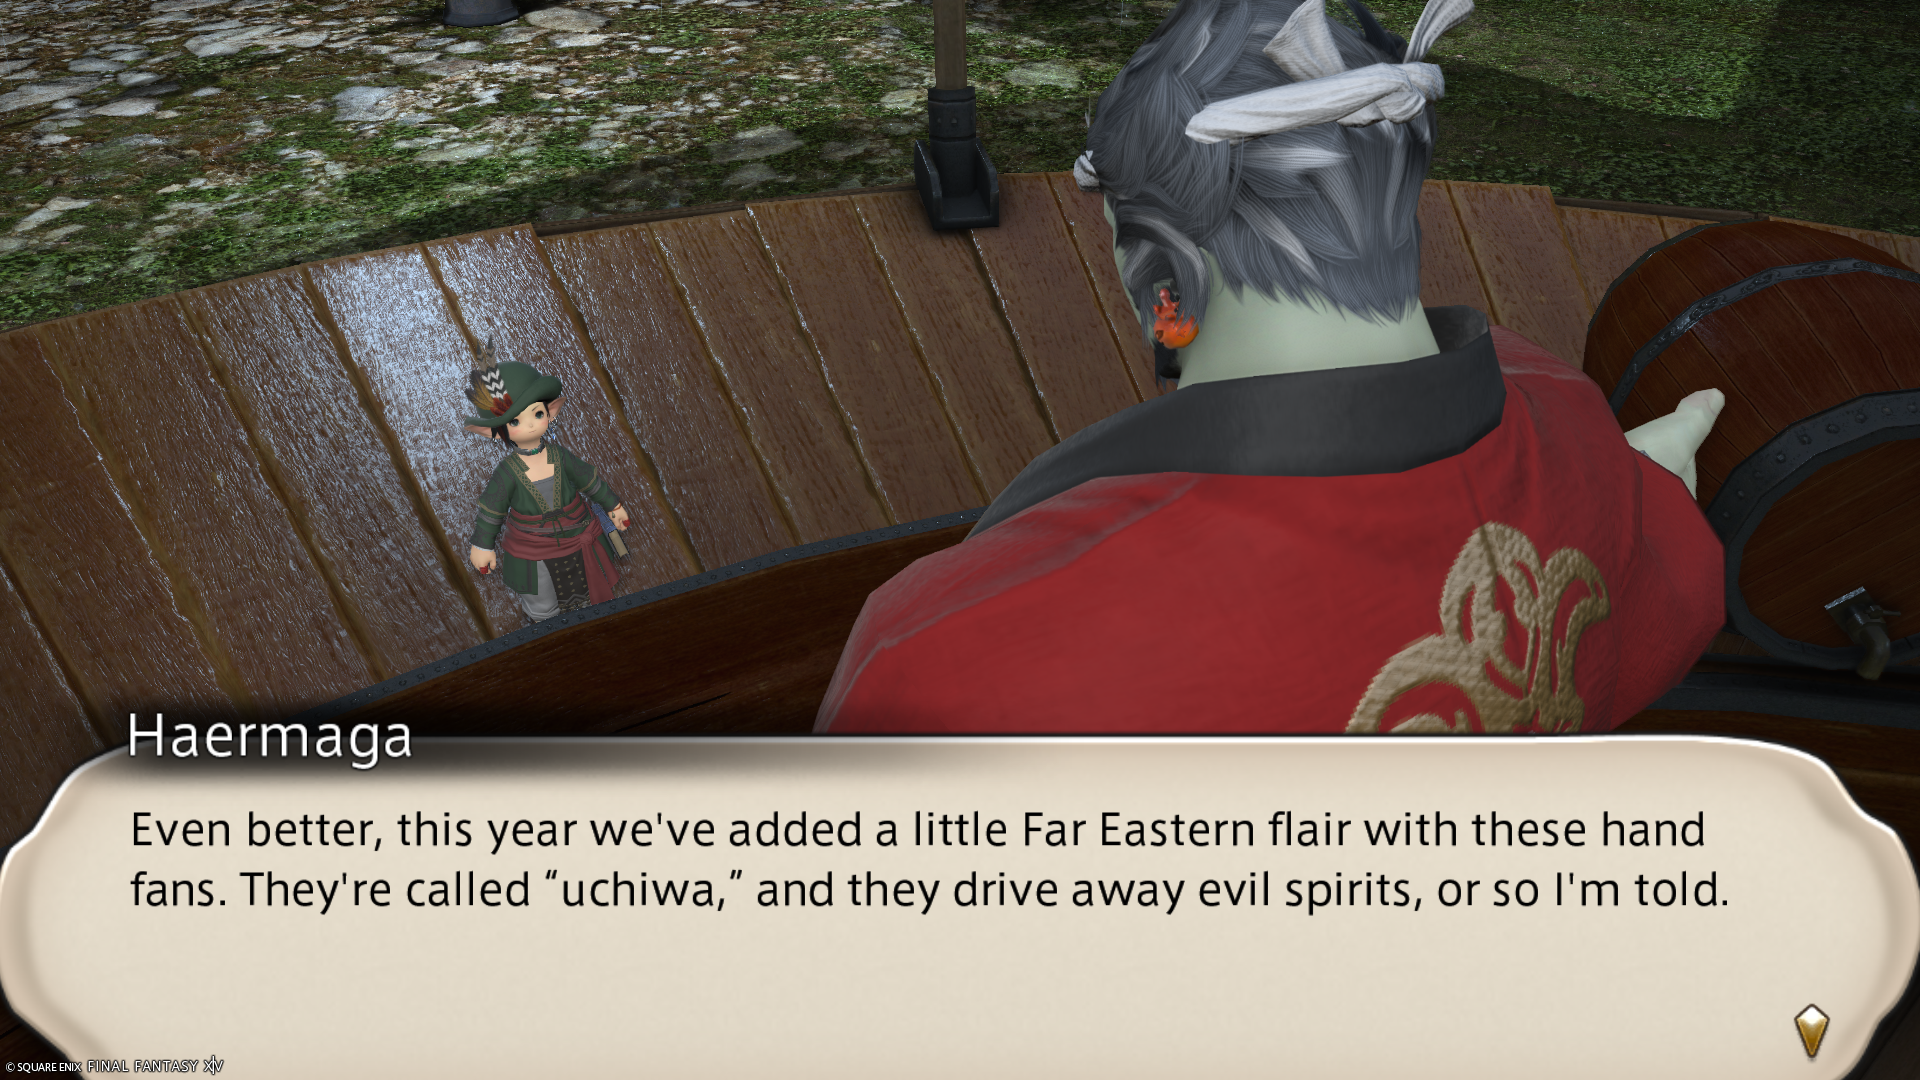 Haermaga
Even better, this year we've added a little Far Eastern flair with these hand
fans. They're called “uchiwa,” and they drive away evil spirits, or so I'm told.
© SQUARE ENIX FINAL FANTASY XIV